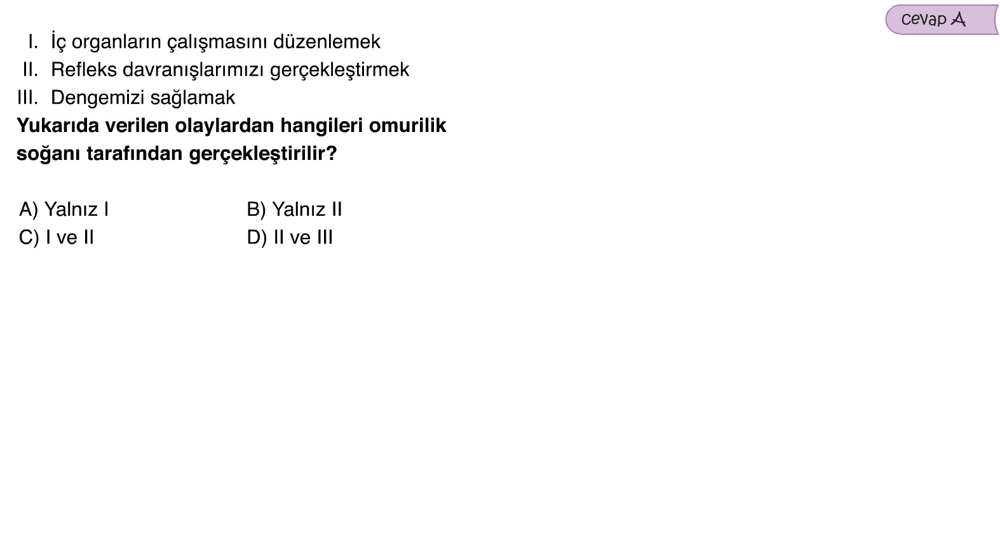 cevap A
I. İç organların çalışmasını düzenlemek
II. Refleks davranışlarımızı gerçekleştirmek
III. Dengemizi sağlamak
Yukarıda verilen olaylardan hangileri omurilik
soğanı tarafından gerçekleştirilir?
A) Yalnız I B) Yalnız II
C) I ve II D) II ve III